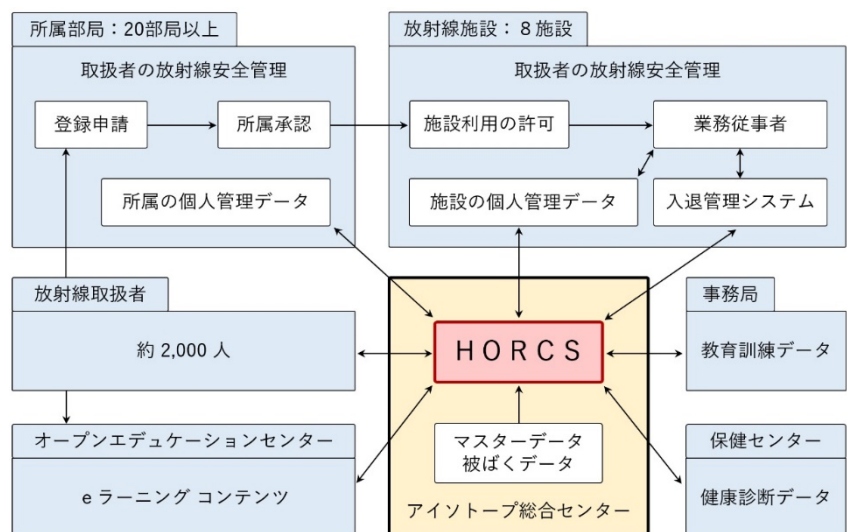 所属部局：20部局以上
取扱者の放射線安全管理
登録申請
所属承認
所属の個人管理データ
放射線施設：８施設
取扱者の放射線安全管理
施設利用の許可
業務従事者
施設の個人管理データ
入退管理システム
放射線取扱者
約 2,000 人
ＨＯＲＣＳ
事務局
教育訓練データ
オープンエデュケーションセンター
e ラーニング コンテンツ
マスターデータ
被ばくデータ
アイソトープ総合センター
保健センター
健康診断データ